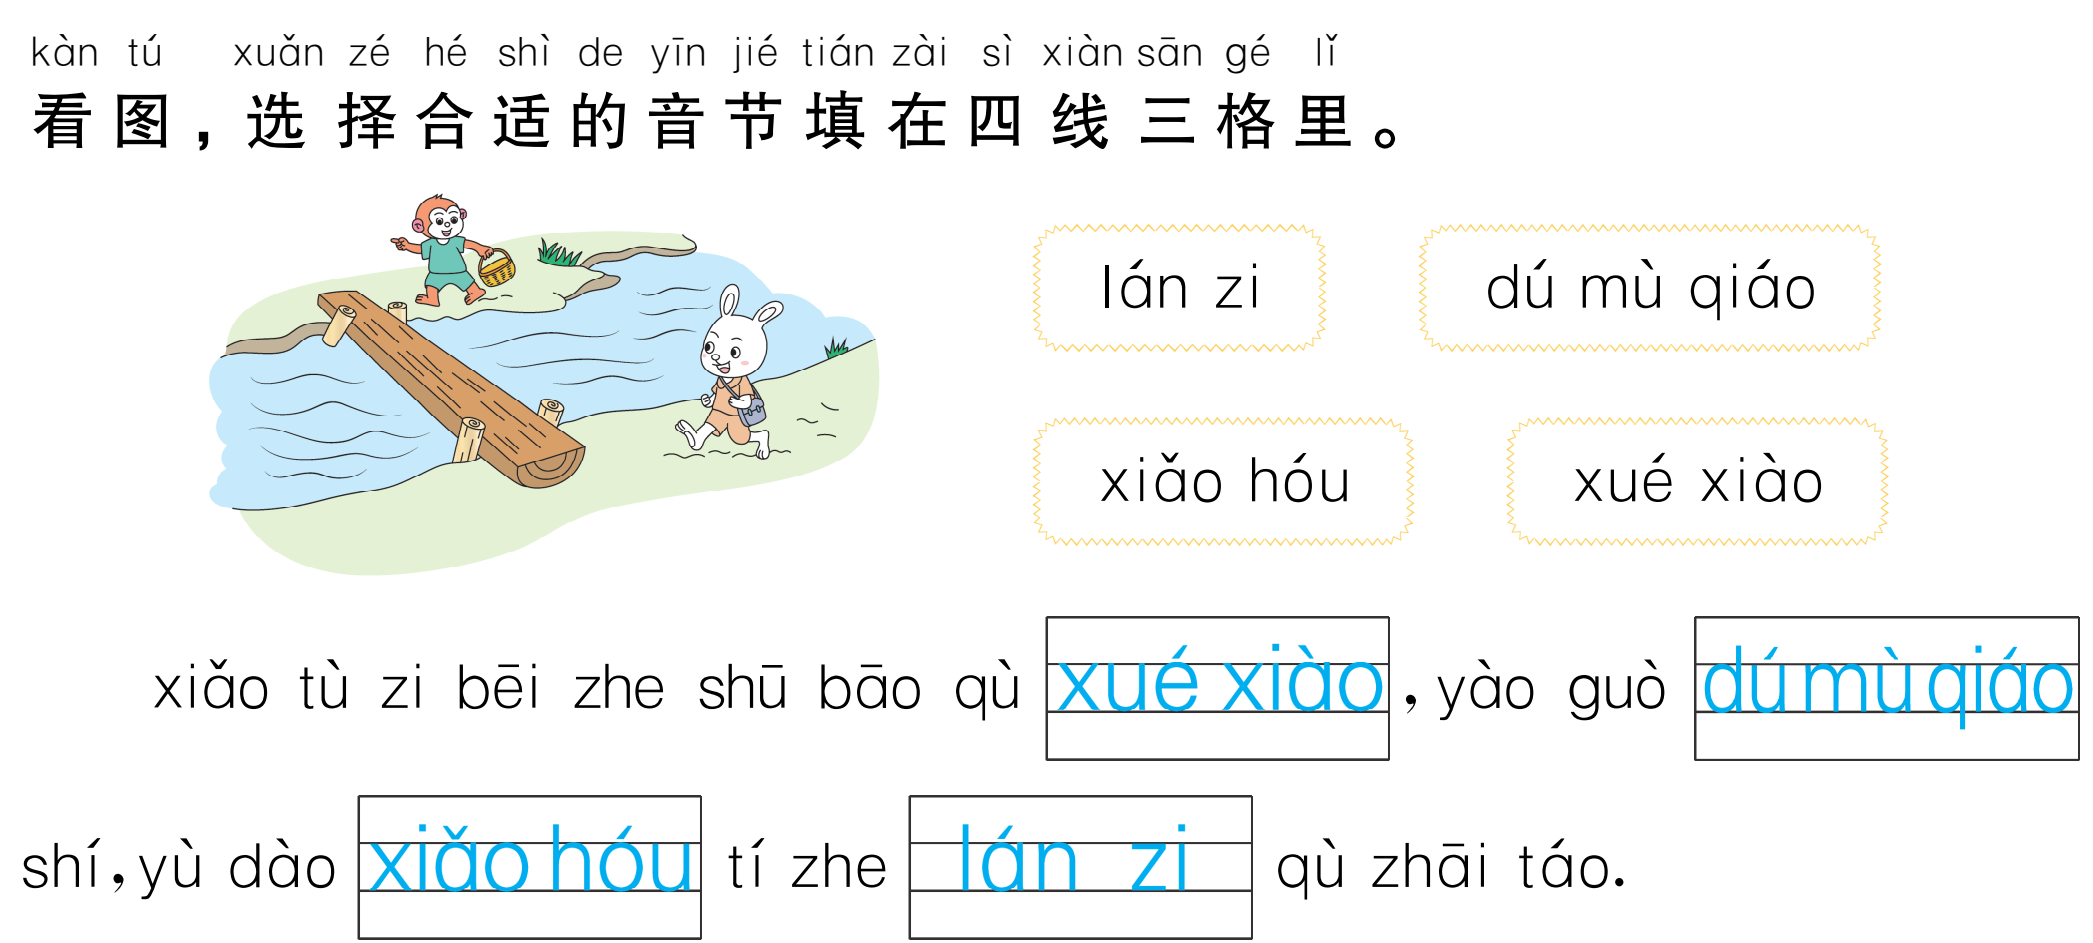 kàn tú xuǎn zé hé shì de yīn jié tián zài sì xiàn sān gé lǐ
看图，选择合适的音节填在四线三格里。
lán zi dú mù qiáo
xiǎo hóu xué xiào
xiǎo tù zi bēi zhe shū bāo qù xué xiào，yào guò dú mù qiáo
shí，yù dào xiǎo hóu tí zhe lán zi qù zhāi táo.